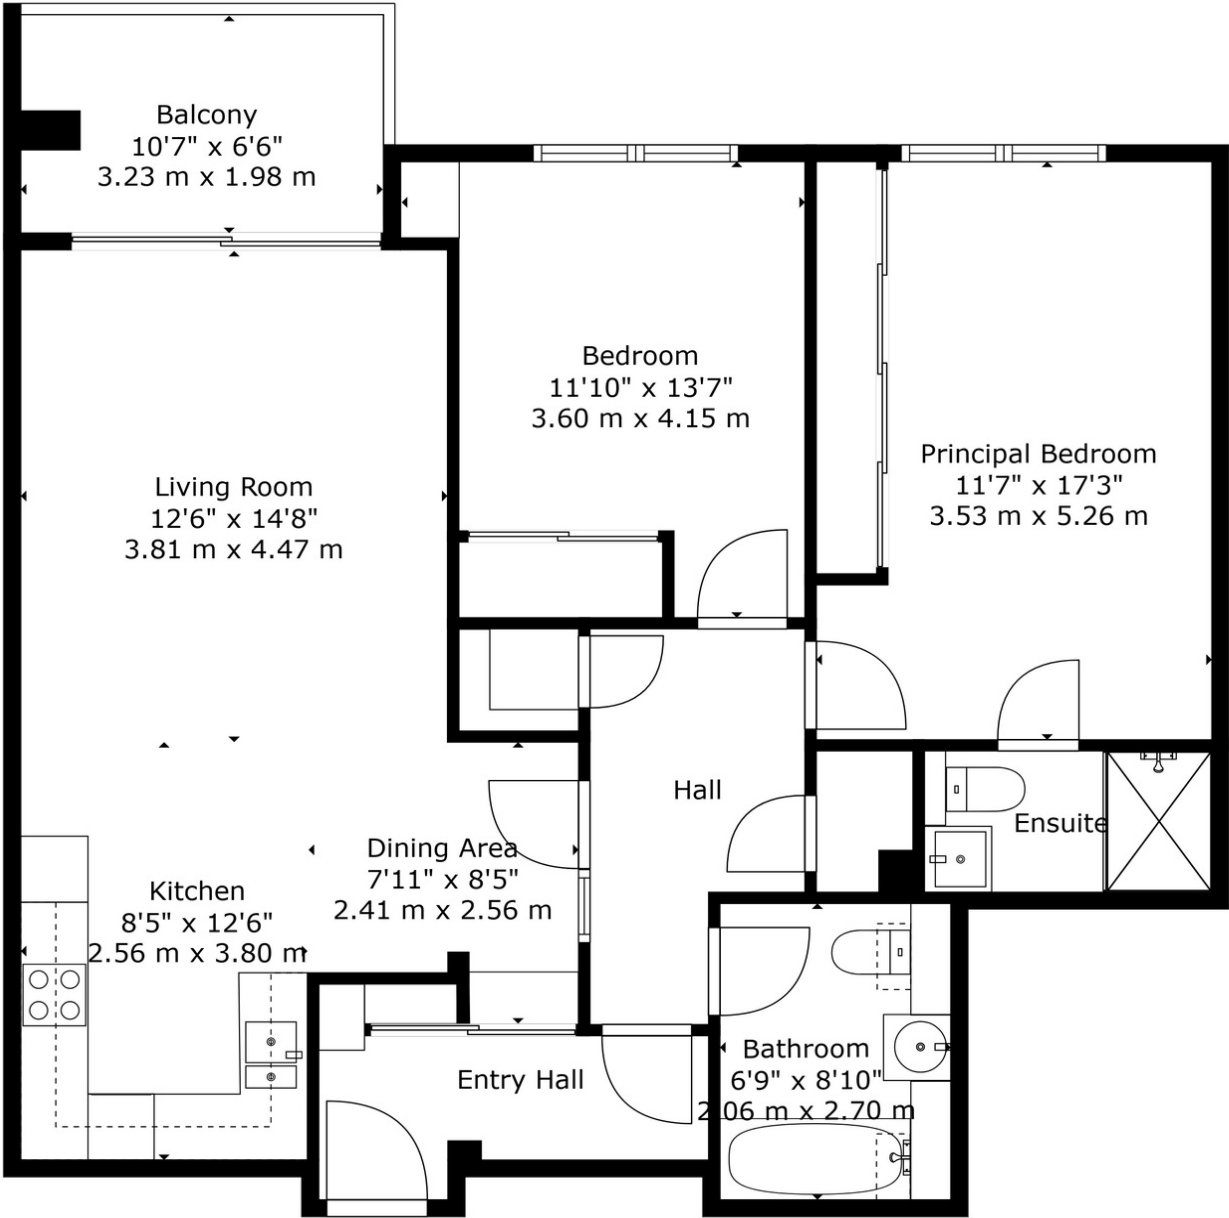 Balcony
10'7" x 6'6"
3.23 m x 1.98 m
Bedroom
11'10" x 13'7"
3.60 m x 4.15 m
Principal Bedroom
11'7" x 17'3"
3.53 m x 5.26 m
Living Room
12'6" x 14'8"
3.81 m x 4.47 m
Hall
Ensuite
Dining Area
7'11" x 8'5"
2.41 m x 2.56 m
Kitchen
8'5" x 12'6"
2.56 m x 3.80 m
Bathroom
6'9" x 8'10"
2.06 m x 2.70 m
Entry Hall